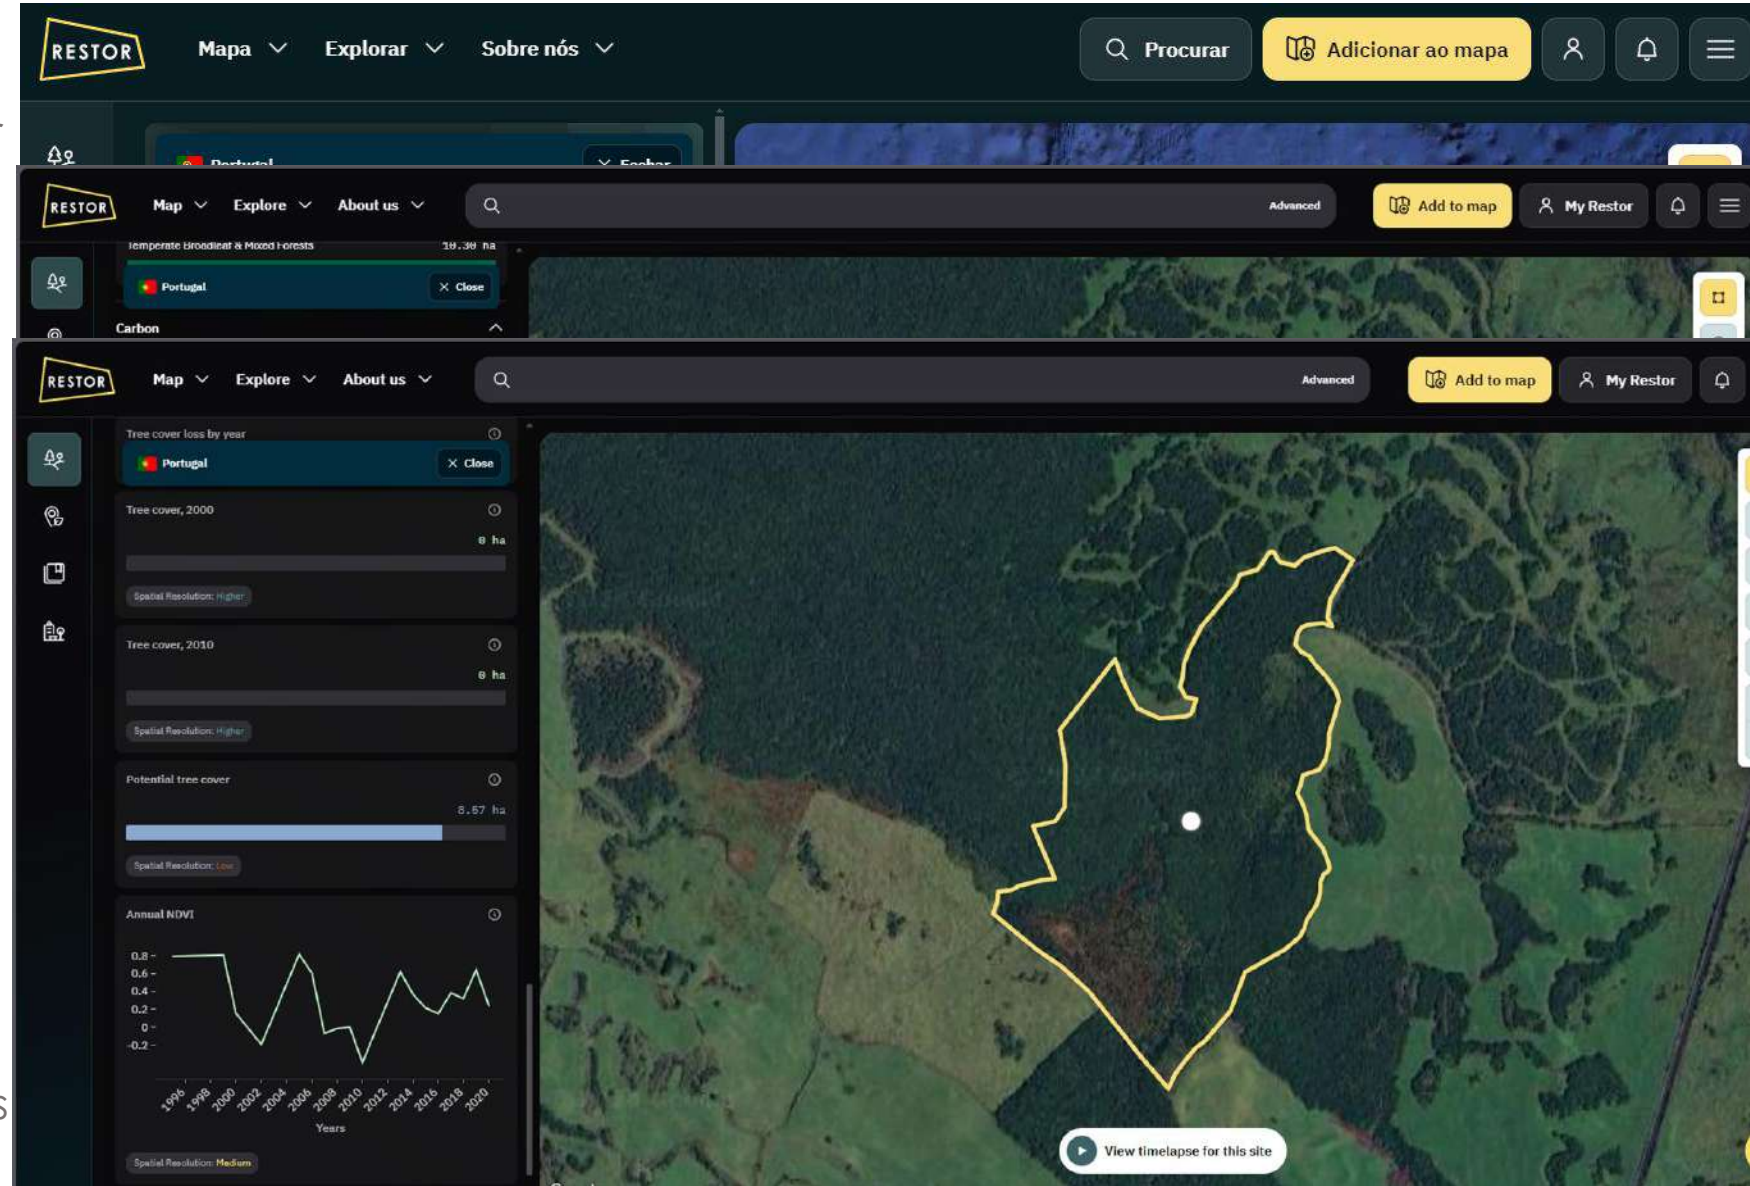 RESTOR
Mapa
Explorar
Sobre nós
Procurar
Adicionar ao mapa
Portugal
Fechar
RESTOR
Map
Explore
About us
Advanced
Add to map
My Restor
Temperate Broadleaf & Mixed Forests
10.30 ha
Portugal
Close
Carbon
RESTOR
Map
Explore
About us
Advanced
Add to map
My Restor
Tree cover loss by year
Portugal
Close
Tree cover, 2000
0 ha
Spatial Resolution: Higher
Tree cover, 2010
0 ha
Spatial Resolution: Higher
Potential tree cover
8.57 ha
Spatial Resolution: Low
Annual NDVI
0.8
0.6
0.4
0.2
0
-0.2
1996 1998 2000 2002 2004 2006 2008 2010 2012 2014 2016 2018 2020
Years
Spatial Resolution: Medium
View timelapse for this site